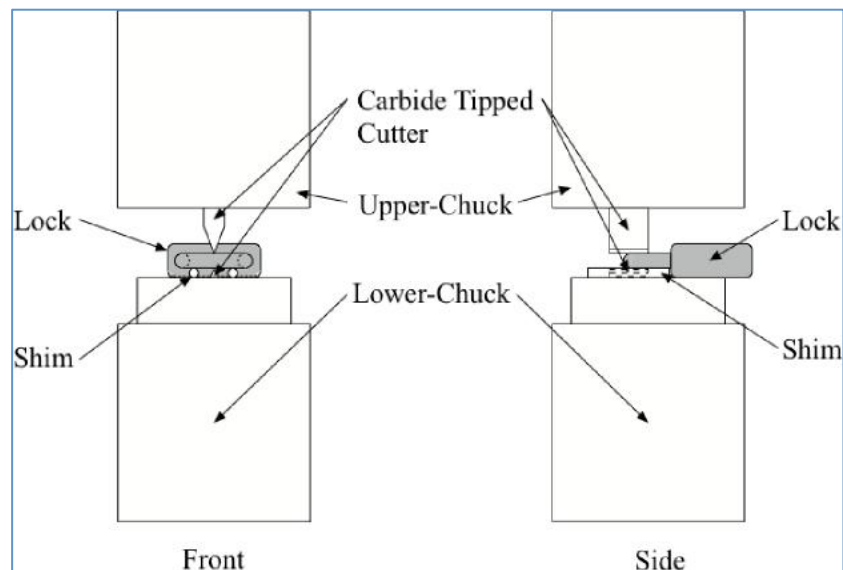 Carbide Tipped
Cutter
Lock
Upper-Chuck
Lock
Lower-Chuck
Shim
Shim
Front
Side